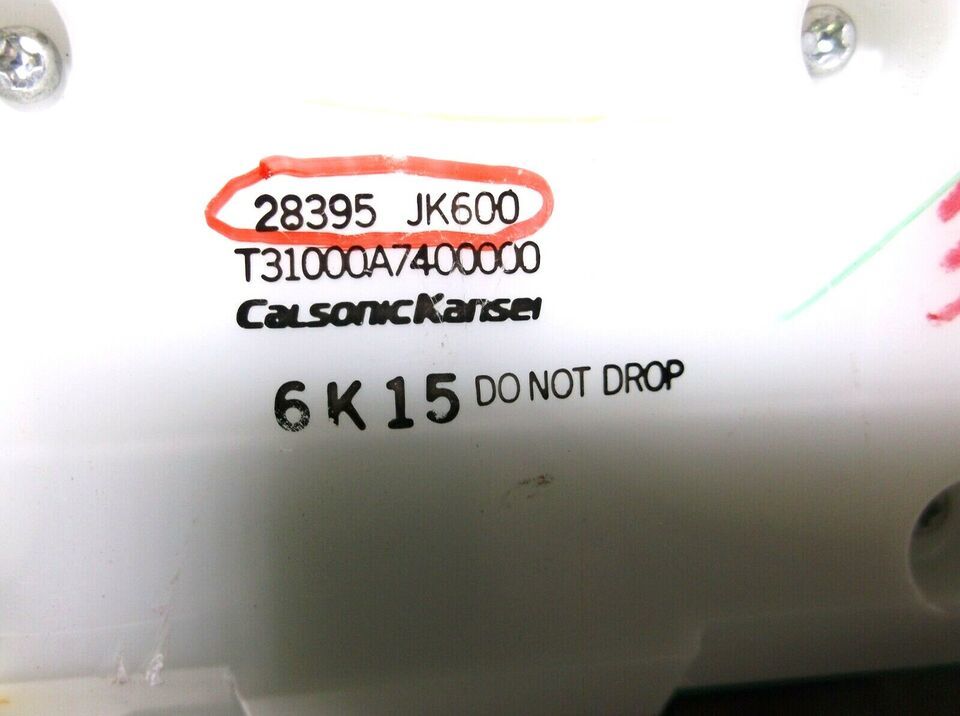 28395 JK600
T31000A7400000
CalsonicKansei
6K15 DO NOT DROP